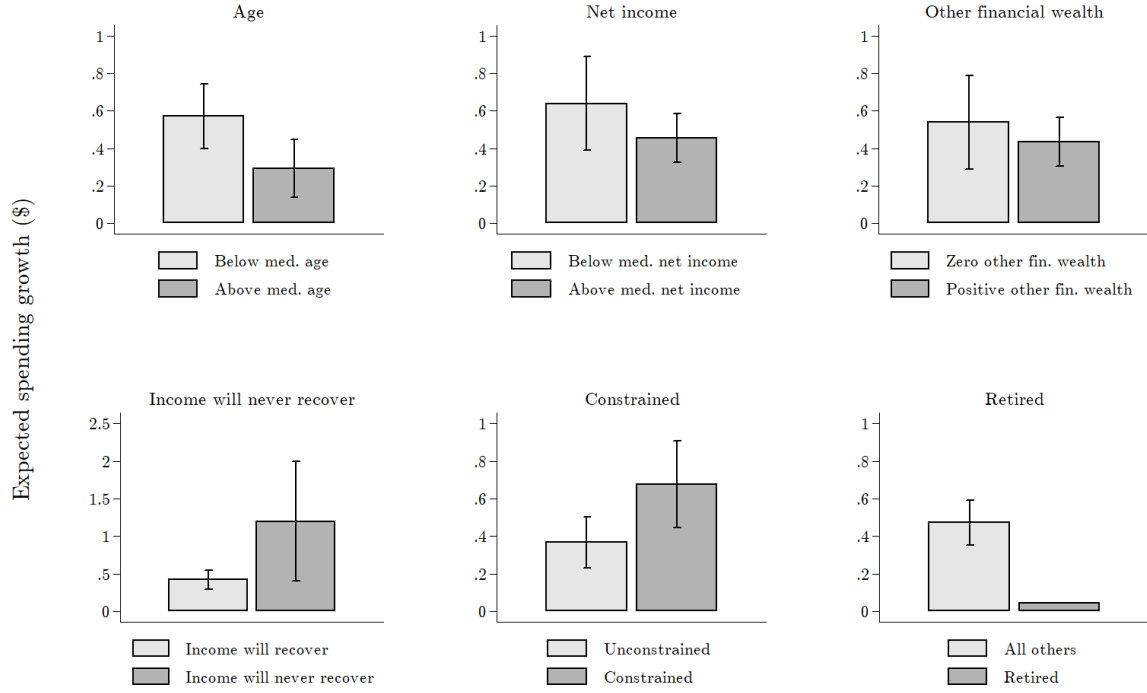 Expected spending growth ($)
Age
1
.8
.6
.4
.2
0
Below med. age
Above med. age
Net income
1
.8
.6
.4
.2
0
Below med. net income
Above med. net income
Other financial wealth
1
.8
.6
.4
.2
0
Zero other fin. wealth
Positive other fin. wealth
Income will never recover
2.5
2
1.5
1
.5
0
Income will recover
Income will never recover
Constrained
1
.8
.6
.4
.2
0
Unconstrained
Constrained
Retired
1
.8
.6
.4
.2
0
All others
Retired